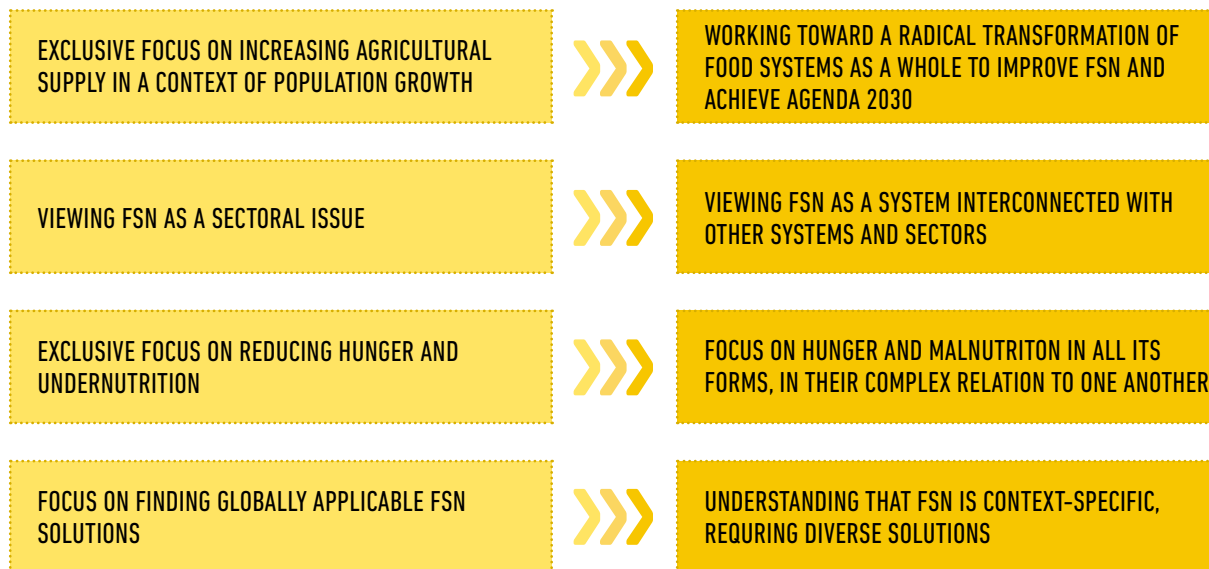 EXCLUSIVE FOCUS ON INCREASING AGRICULTURAL
SUPPLY IN A CONTEXT OF POPULATION GROWTH
WORKING TOWARD A RADICAL TRANSFORMATION OF
FOOD SYSTEMS AS A WHOLE TO IMPROVE FSN AND
ACHIEVE AGENDA 2030
VIEWING FSN AS A SECTORAL ISSUE
VIEWING FSN AS A SYSTEM INTERCONNECTED WITH
OTHER SYSTEMS AND SECTORS
EXCLUSIVE FOCUS ON REDUCING HUNGER AND
UNDERNUTRITION
FOCUS ON HUNGER AND MALNUTRITON IN ALL ITS
FORMS, IN THEIR COMPLEX RELATION TO ONE ANOTHER
FOCUS ON FINDING GLOBALLY APPLICABLE FSN
SOLUTIONS
UNDERSTANDING THAT FSN IS CONTEXT-SPECIFIC,
REQURING DIVERSE SOLUTIONS